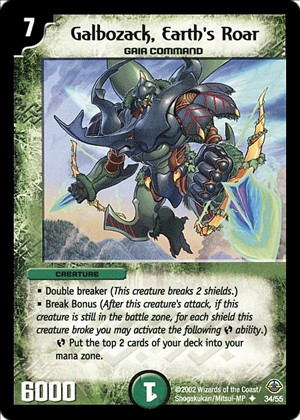 7
Galbozack, Earth's Roar
GAIA COMMAND
CREATURE
■ Double breaker (This creature breaks 2 shields.)
■ Break Bonus (After this creature's attack, if this
creature is still in the battle zone, for each shield this
creature broke you may activate the following ability.)
Put the top 2 cards of your deck into your
mana zone.
6000
1
©2002 Wizards of the Coast/
Shogakukan/Mitsui-MP
34/55